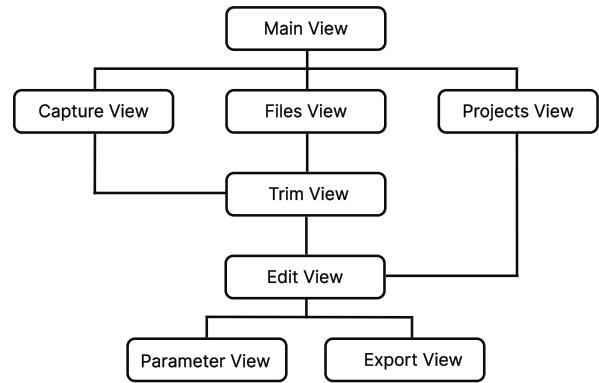 Main View
Capture View
Files View
Projects View
Trim View
Edit View
Parameter View
Export View